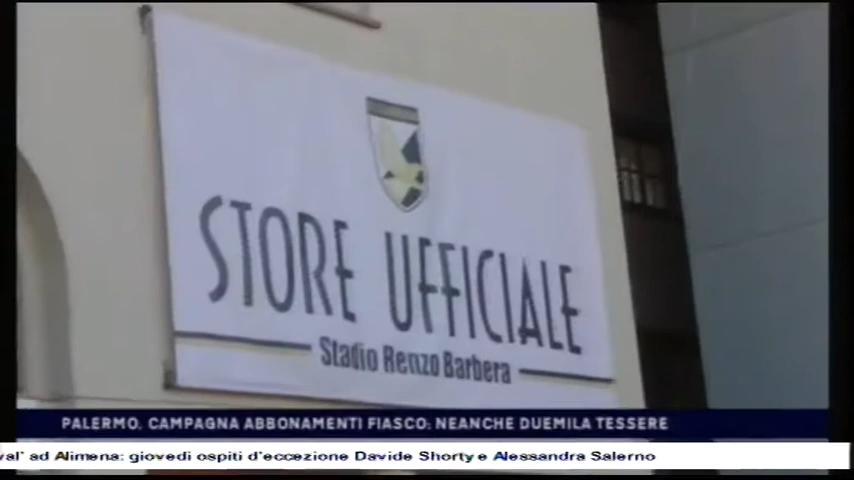 STORE UFFICIALE
Stadio Renzo Barbera
PALERMO. CAMPAGNA ABBONAMENTI FIASCO: NEANCHE DUEMILA TESSERE
val' ad Alimena: giovedì ospiti d'eccezione Davide Shorty e Alessandra Salerno